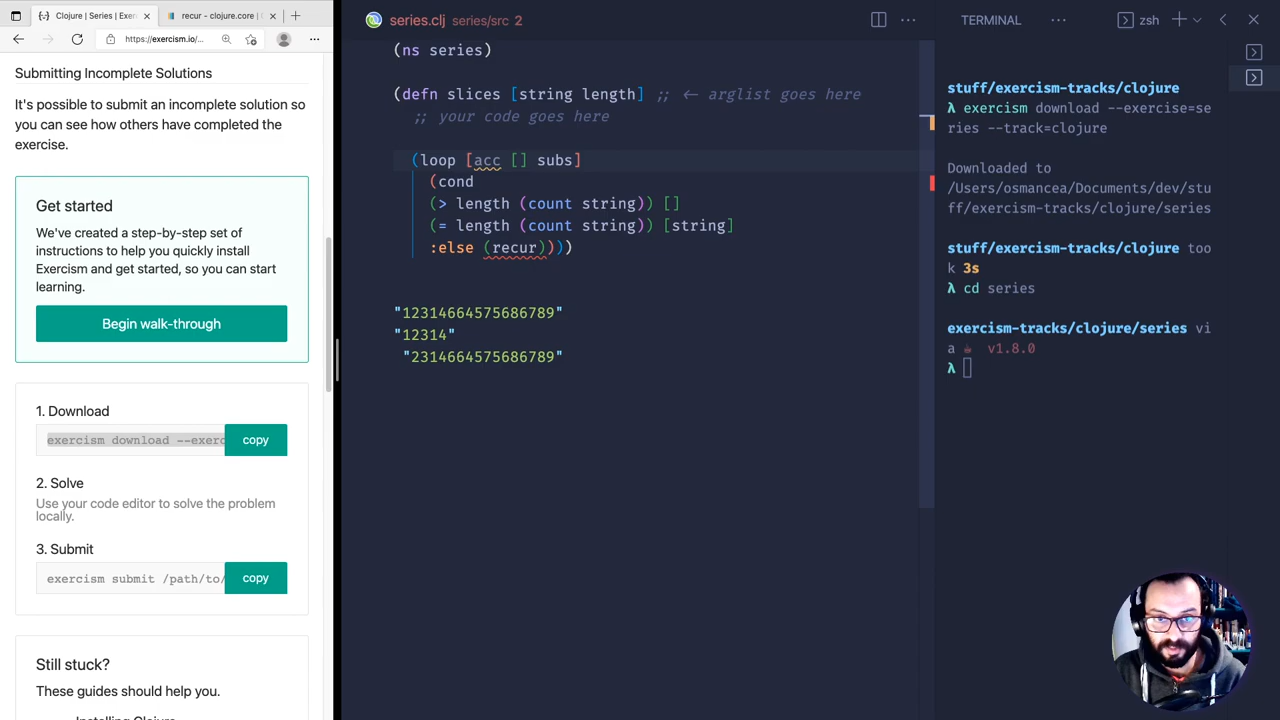 Clojure | Series | Exer
recur - clojure.core | 
https://exercism.io/...
Submitting Incomplete Solutions
It's possible to submit an incomplete solution so
you can see how others have completed the
exercise.
Get started
We've created a step-by-step set of
instructions to help you quickly install
Exercism and get started, so you can start
learning.
Begin walk-through
1. Download
exercism download --exerc
copy
2. Solve
Use your code editor to solve the problem
locally.
3. Submit
exercism submit /path/to/
copy
Still stuck?
These guides should help you.
Installing Clojure
series.clj series/src 2
(ns series)
(defn slices [string length] ;; <- arglist goes here
;; your code goes here
(loop [acc [] subs]
(cond
(> length (count string)) []
(= length (count string)) [string]
:else (recur))))
"12314664575686789"
"12314"
"2314664575686789"
TERMINAL
zsh
stuff/exercism-tracks/clojure
λ exercism download --exercise=se
ries --track=clojure
Downloaded to
/Users/osmancea/Documents/dev/stu
ff/exercism-tracks/clojure/series
stuff/exercism-tracks/clojure too
k 3s
λ cd series
exercism-tracks/clojure/series vi
a v1.8.0
λ